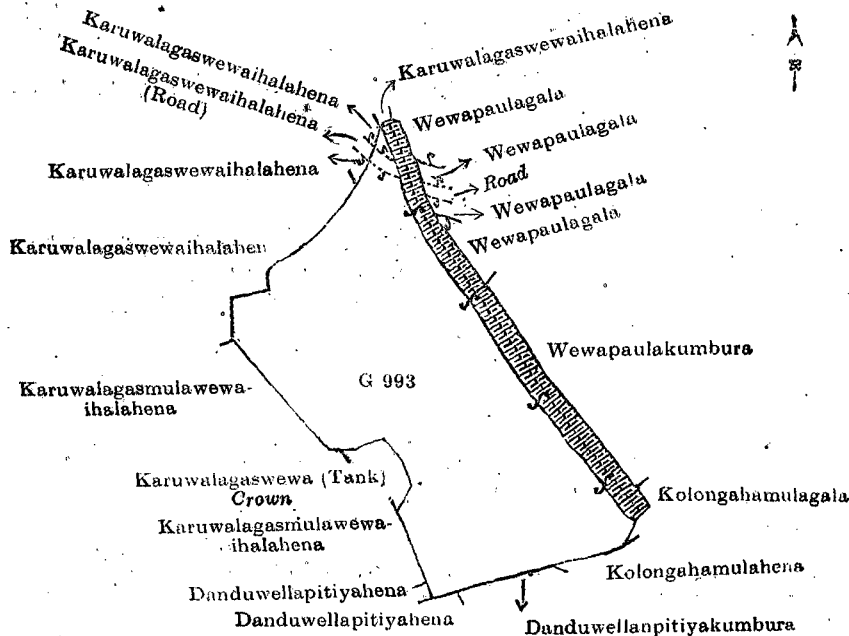 Karuwalagaswewaihalahena
Karuwalagaswewaihalahena
(Road)
Karuwalagaswewaihalahena
Wewapaulagala
Wewapaulagala
Karuwalagaswewaihalahena
Road
Wewapaulagala
Wewapaulagala
Karuwalagaswewaihalahen
Wewapaulakumbura
G 993
Karuwalagasmulawewa-
ihalahena
Karuwalagaswewa (Tank)
Crown
Kolongahamulagala
Karuwalagasmulawewa-
ihalahena
Kolongahamulahena
Danduwellapitiyahena
Danduwellapitiyahena
Danduwellanpitiyakumbura